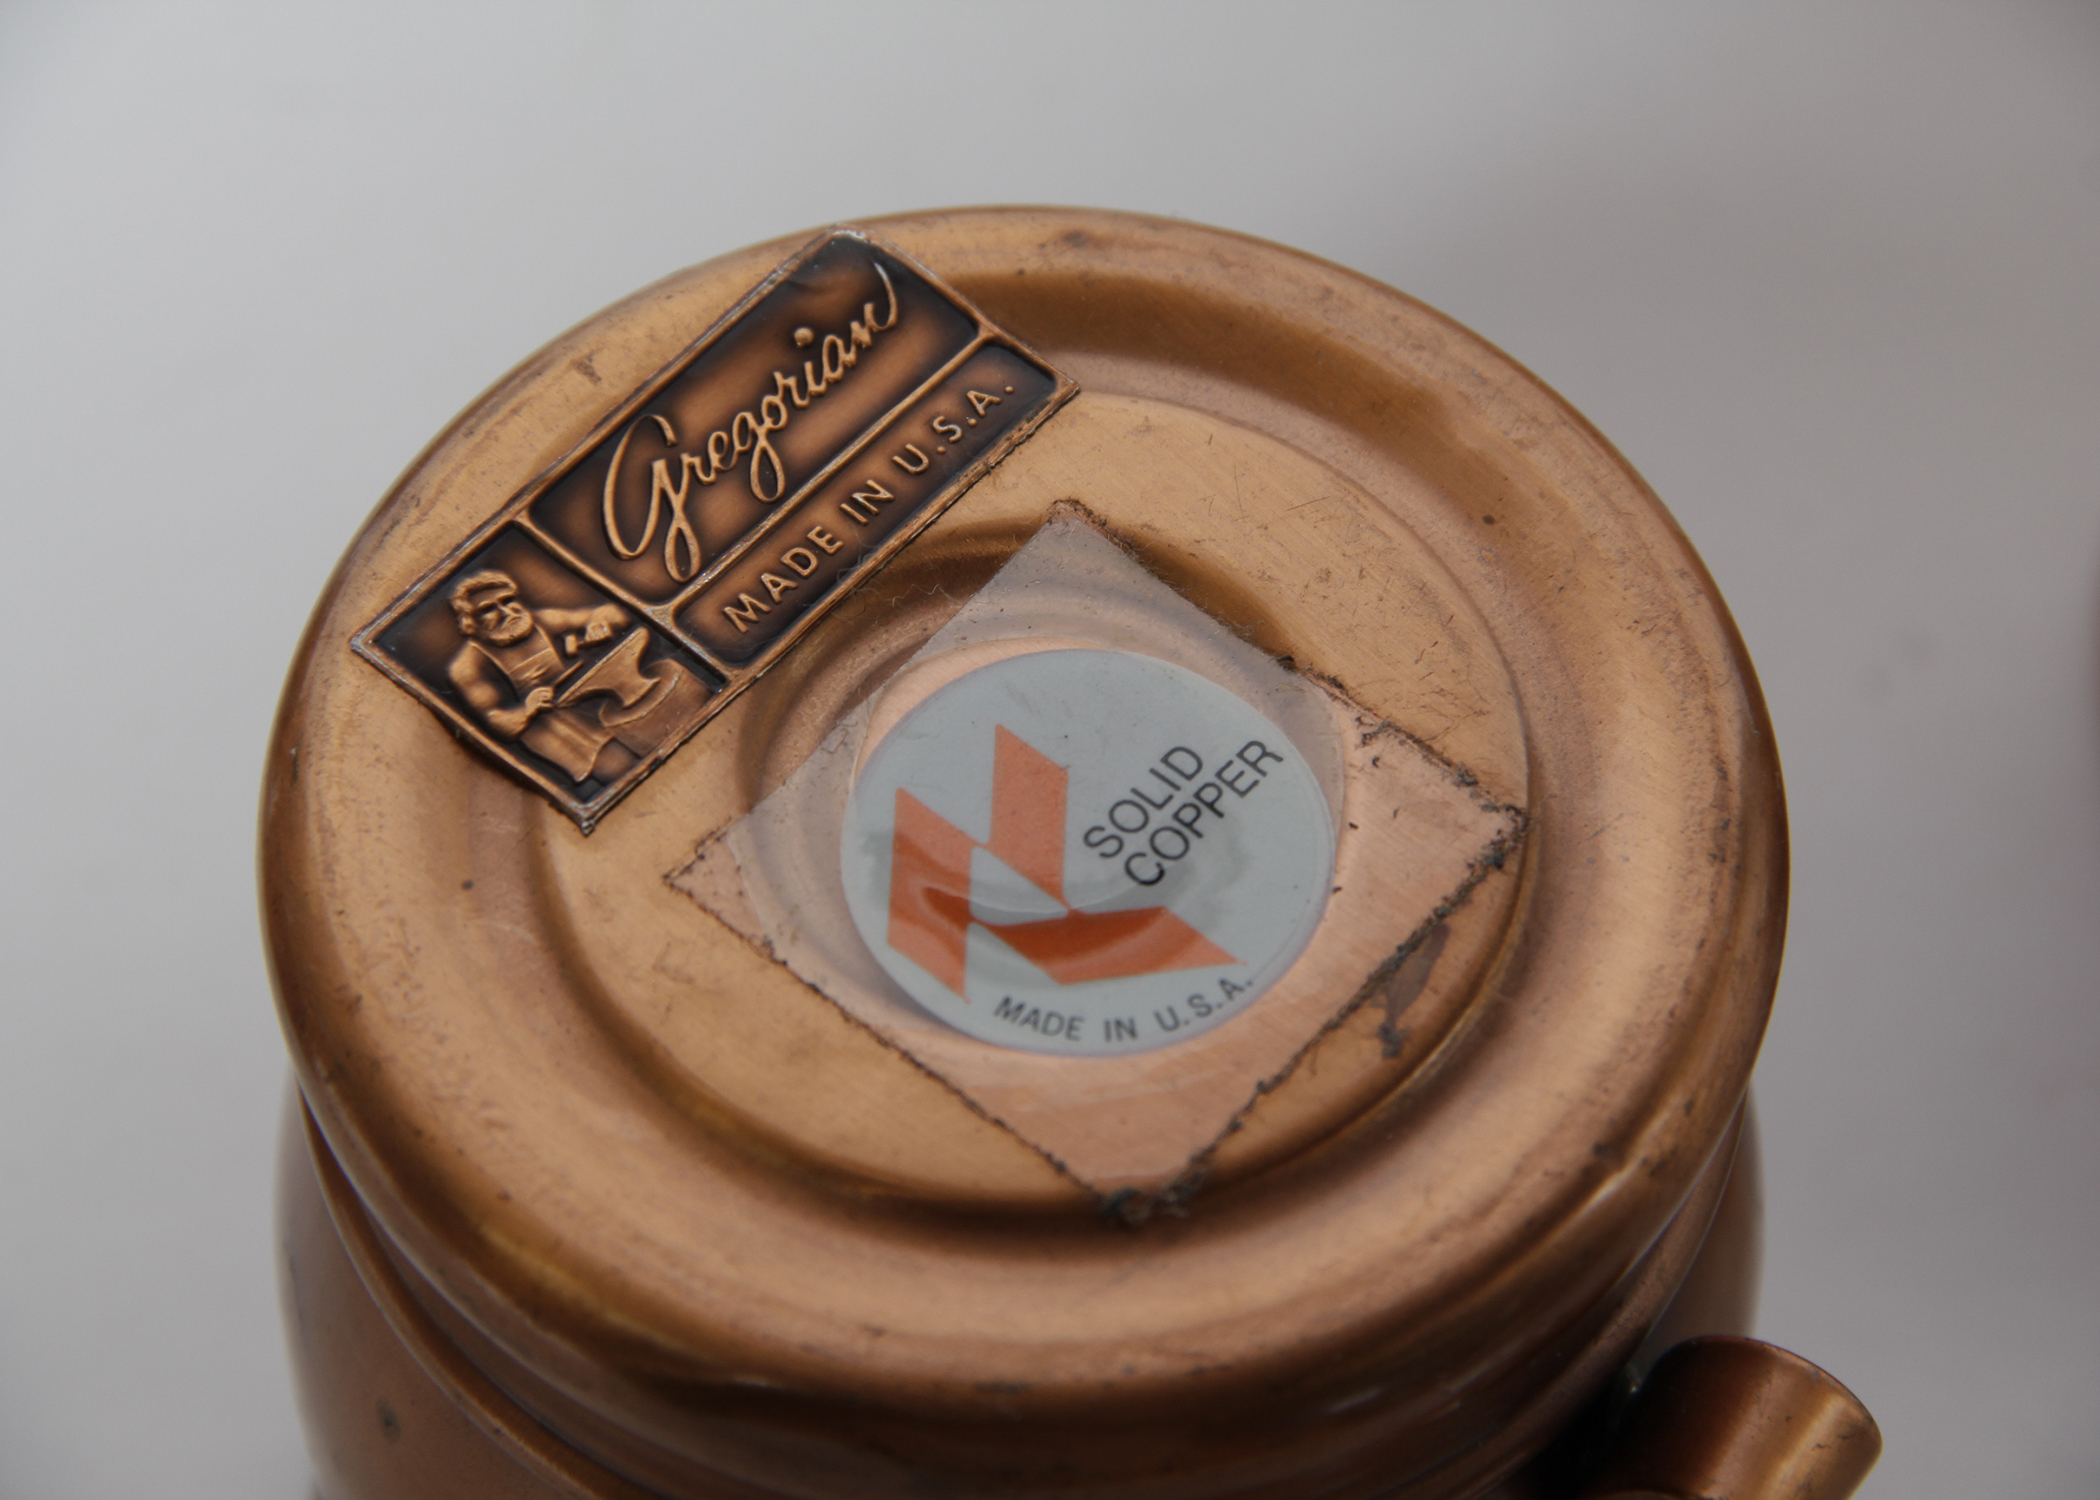 Gregorian
MADE IN U.S.A.
SOLID
COPPER
MADE IN U.S.A.